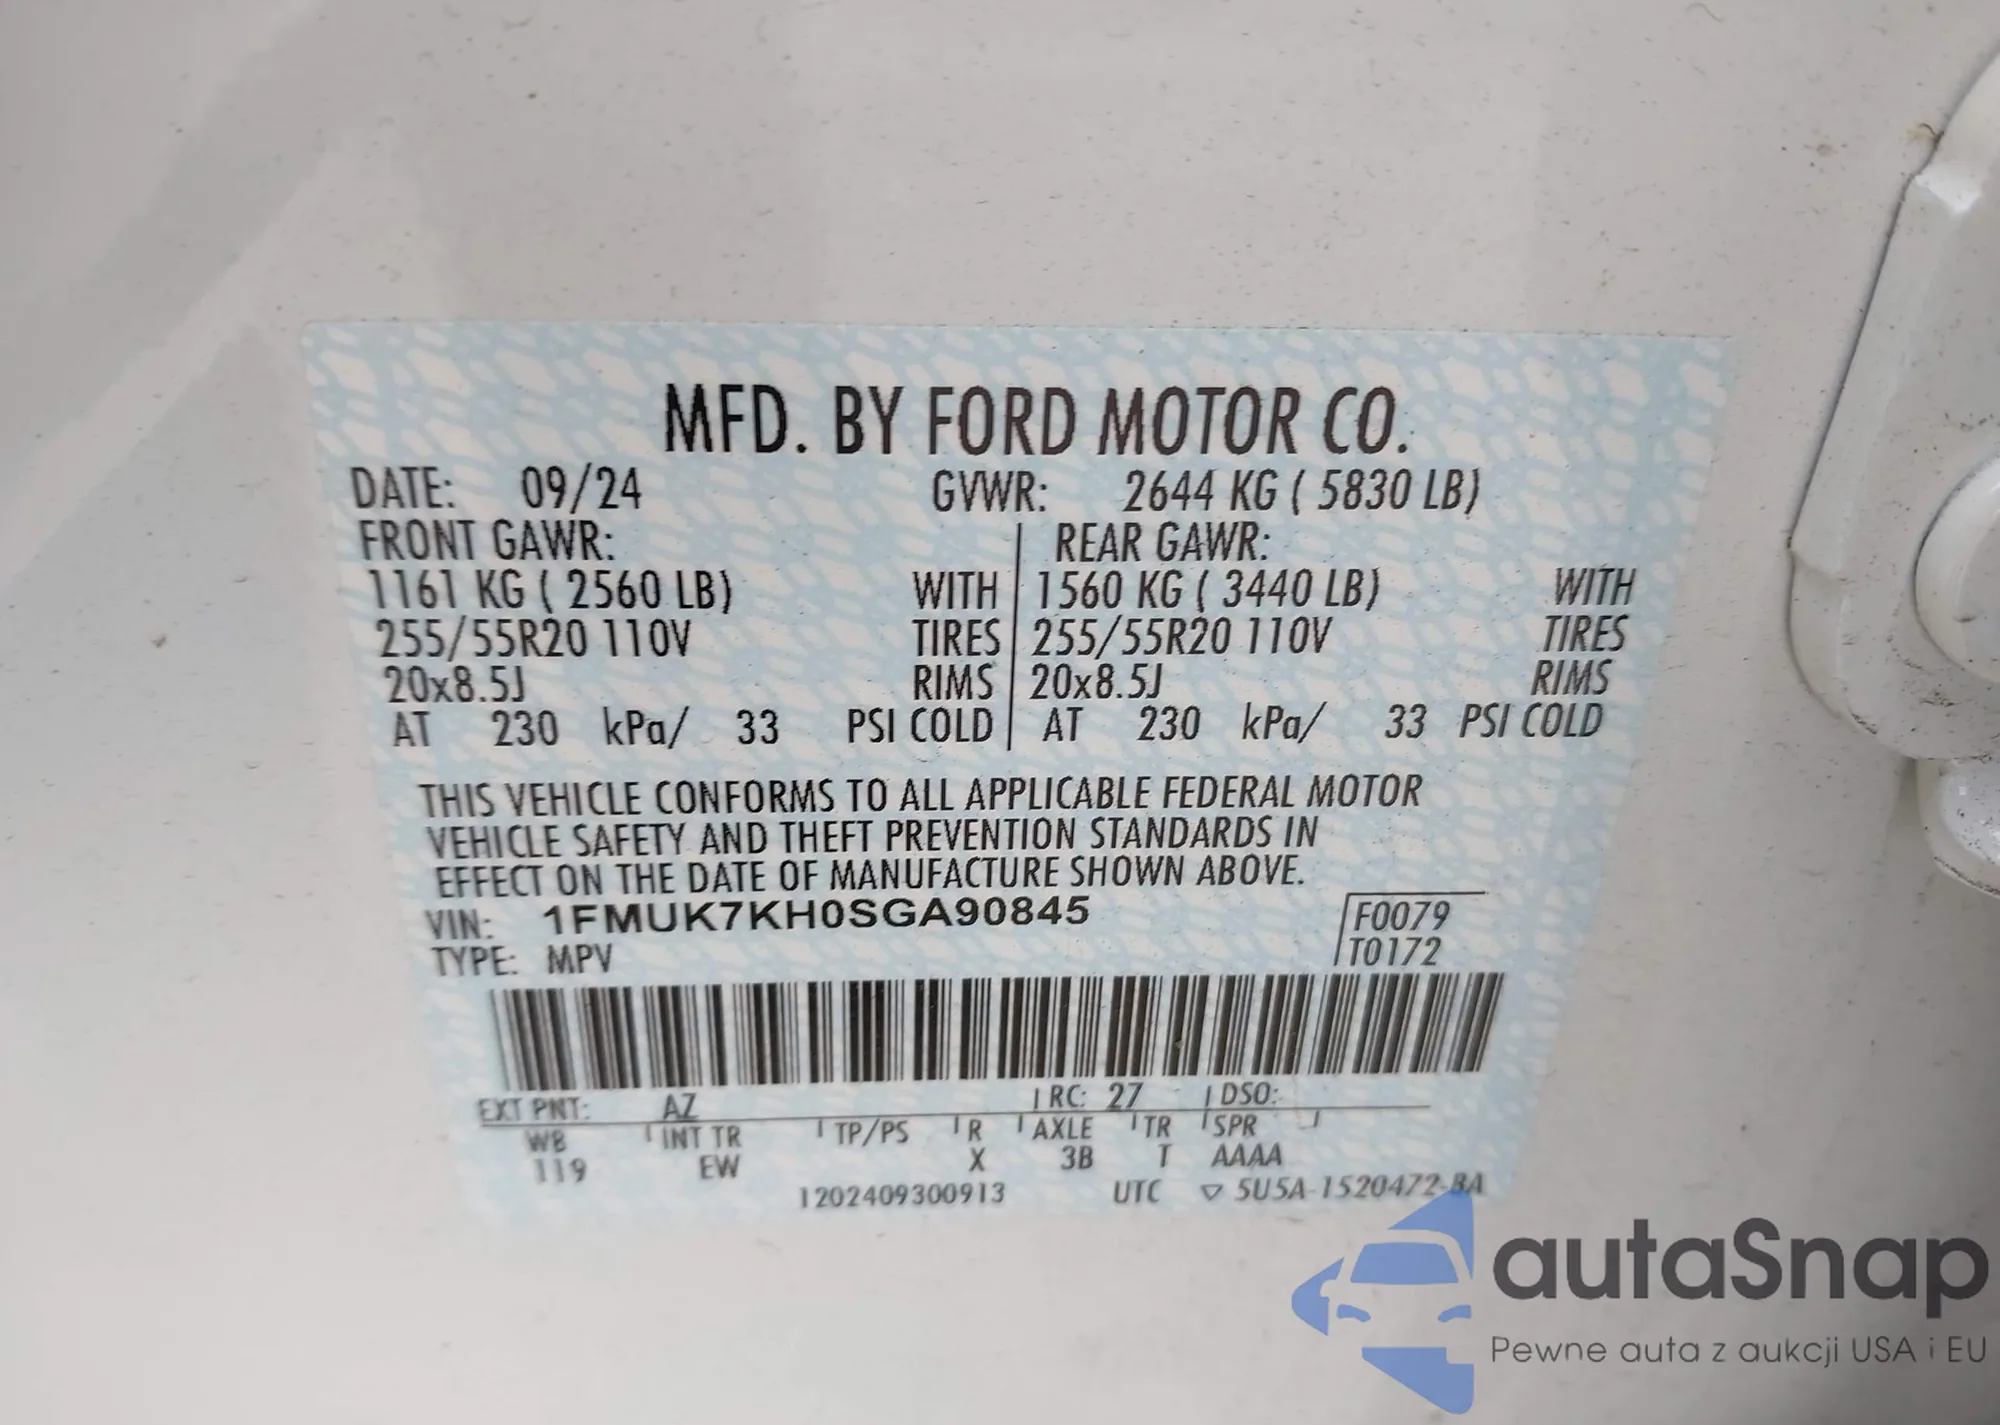 MFD. BY FORD MOTOR CO.
DATE: 09/24 GVWR: 2644 KG ( 5830 LB)
FRONT GAWR: REAR GAWR:
1161 KG ( 2560 LB) WITH 1560 KG ( 3440 LB) WITH
255/55R20 110V TIRES 255/55R20 110V TIRES
20x8.5J RIMS 20x8.5J RIMS
AT 230 kPa/ 33 PSI COLD AT 230 kPa/ 33 PSI COLD
THIS VEHICLE CONFORMS TO ALL APPLICABLE FEDERAL MOTOR
VEHICLE SAFETY AND THEFT PREVENTION STANDARDS IN
EFFECT ON THE DATE OF MANUFACTURE SHOWN ABOVE.
VIN: 1FMUK7KH0SGA90845 F0079
TYPE: MPV T0172
EXT PNT: AZ RC: 27 DSO:
WB INT TR TP/PS R AXLE TR SPR
119 EW X 3B T AAAA
1202409300913 UTC ▽ 5U5A-1520472-BA
autaSnap
Pewne auta z aukcji USA i EU